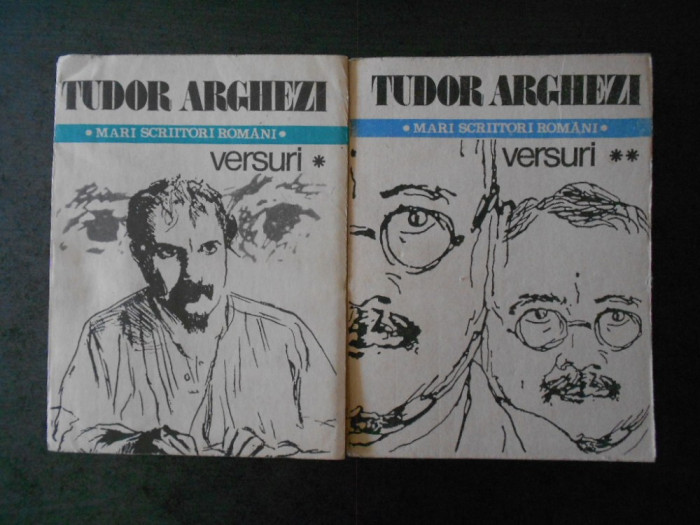 TUDOR ARGHEZI
* MARI SCRIITORI ROMÂNI *
versuri *
TUDOR ARGHEZI
* MARI SCRIITORI ROMÂNI *
versuri **